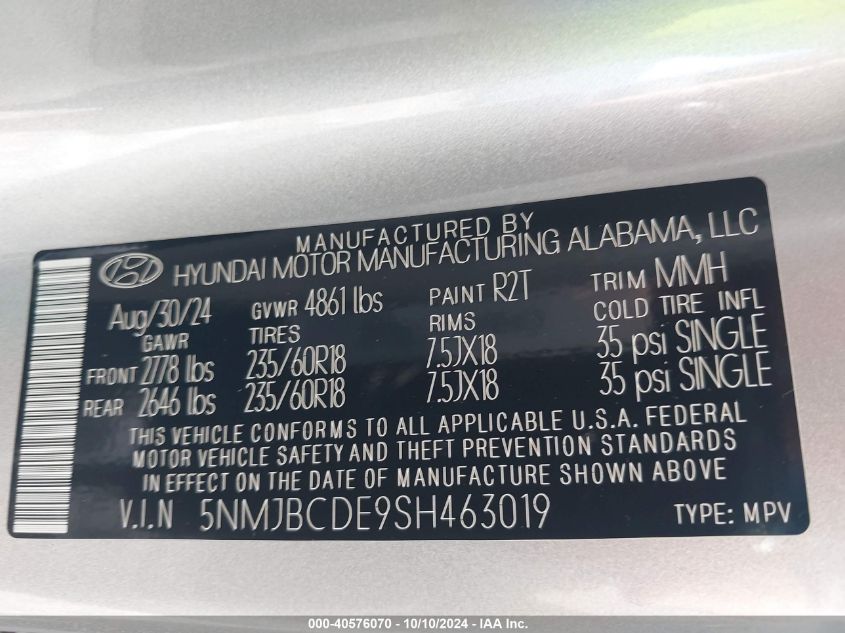 MANUFACTURED BY
HYUNDAI MOTOR MANUFACTURING ALABAMA, LLC
Aug/30/24 GVWR 4861 lbs PAINT R2T TRIM MMH
GAWR TIRES RIMS COLD TIRE INFL
FRONT 2778 lbs 235/60R18 7.5JX18 35 psi SINGLE
REAR 2646 lbs 235/60R18 7.5JX18 35 psi SINGLE
THIS VEHICLE CONFORMS TO ALL APPLICABLE U.S.A. FEDERAL
MOTOR VEHICLE SAFETY AND THEFT PREVENTION STANDARDS
IN EFFECT ON THE DATE OF MANUFACTURE SHOWN ABOVE
V.I.N 5NMJBCDE9SH463019 TYPE: MPV
000-40576070 - 10/10/2024 - IAA Inc.